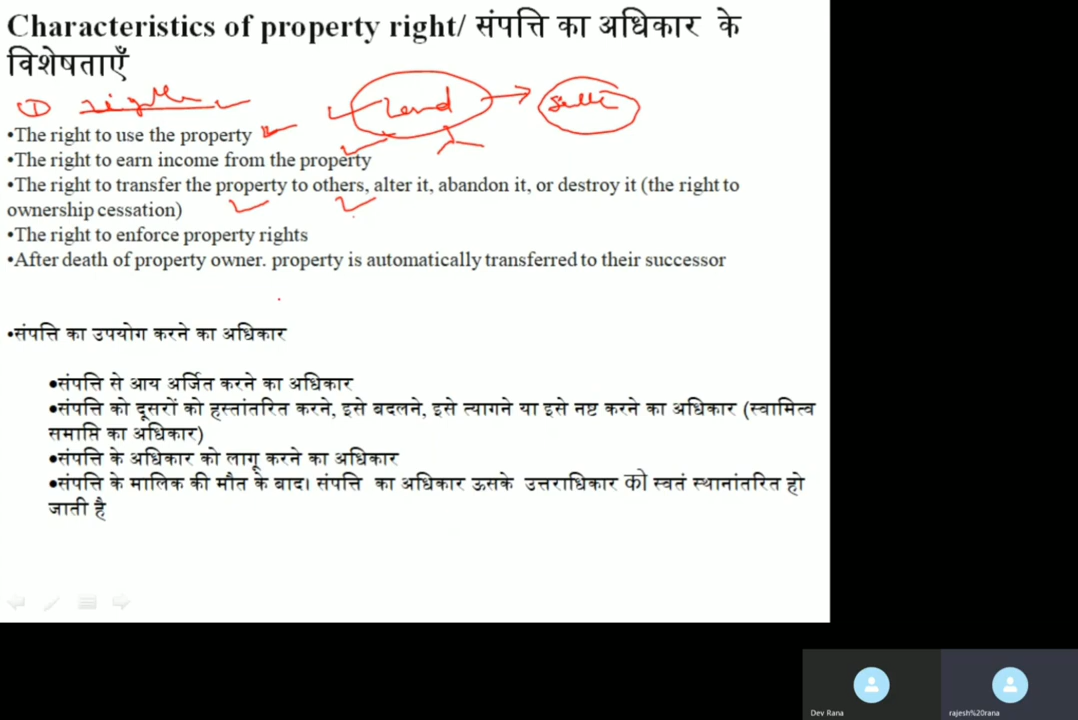 Characteristics of property right/ संपत्ति का अधिकार के
विशेषताएँ
① rights
Land
•The right to use the property
•The right to earn income from the property
•The right to transfer the property to others, alter it, abandon it, or destroy it (the right to
ownership cessation)
•The right to enforce property rights
•After death of property owner. property is automatically transferred to their successor
•संपत्ति का उपयोग करने का अधिकार
•संपत्ति से आय अर्जित करने का अधिकार
•संपत्ति को दूसरों को हस्तांतरित करने, इसे बदलने, इसे त्यागने या इसे नष्ट करने का अधिकार (स्वामित्व
समाप्ति का अधिकार)
•संपत्ति के अधिकार को लागू करने का अधिकार
•संपत्ति के मालिक की मौत के बाद। संपत्ति का अधिकार ऊसके उत्तराधिकार को स्वतं स्थानांतरित हो
जाती है
Dev Rana
rajesh%20rana